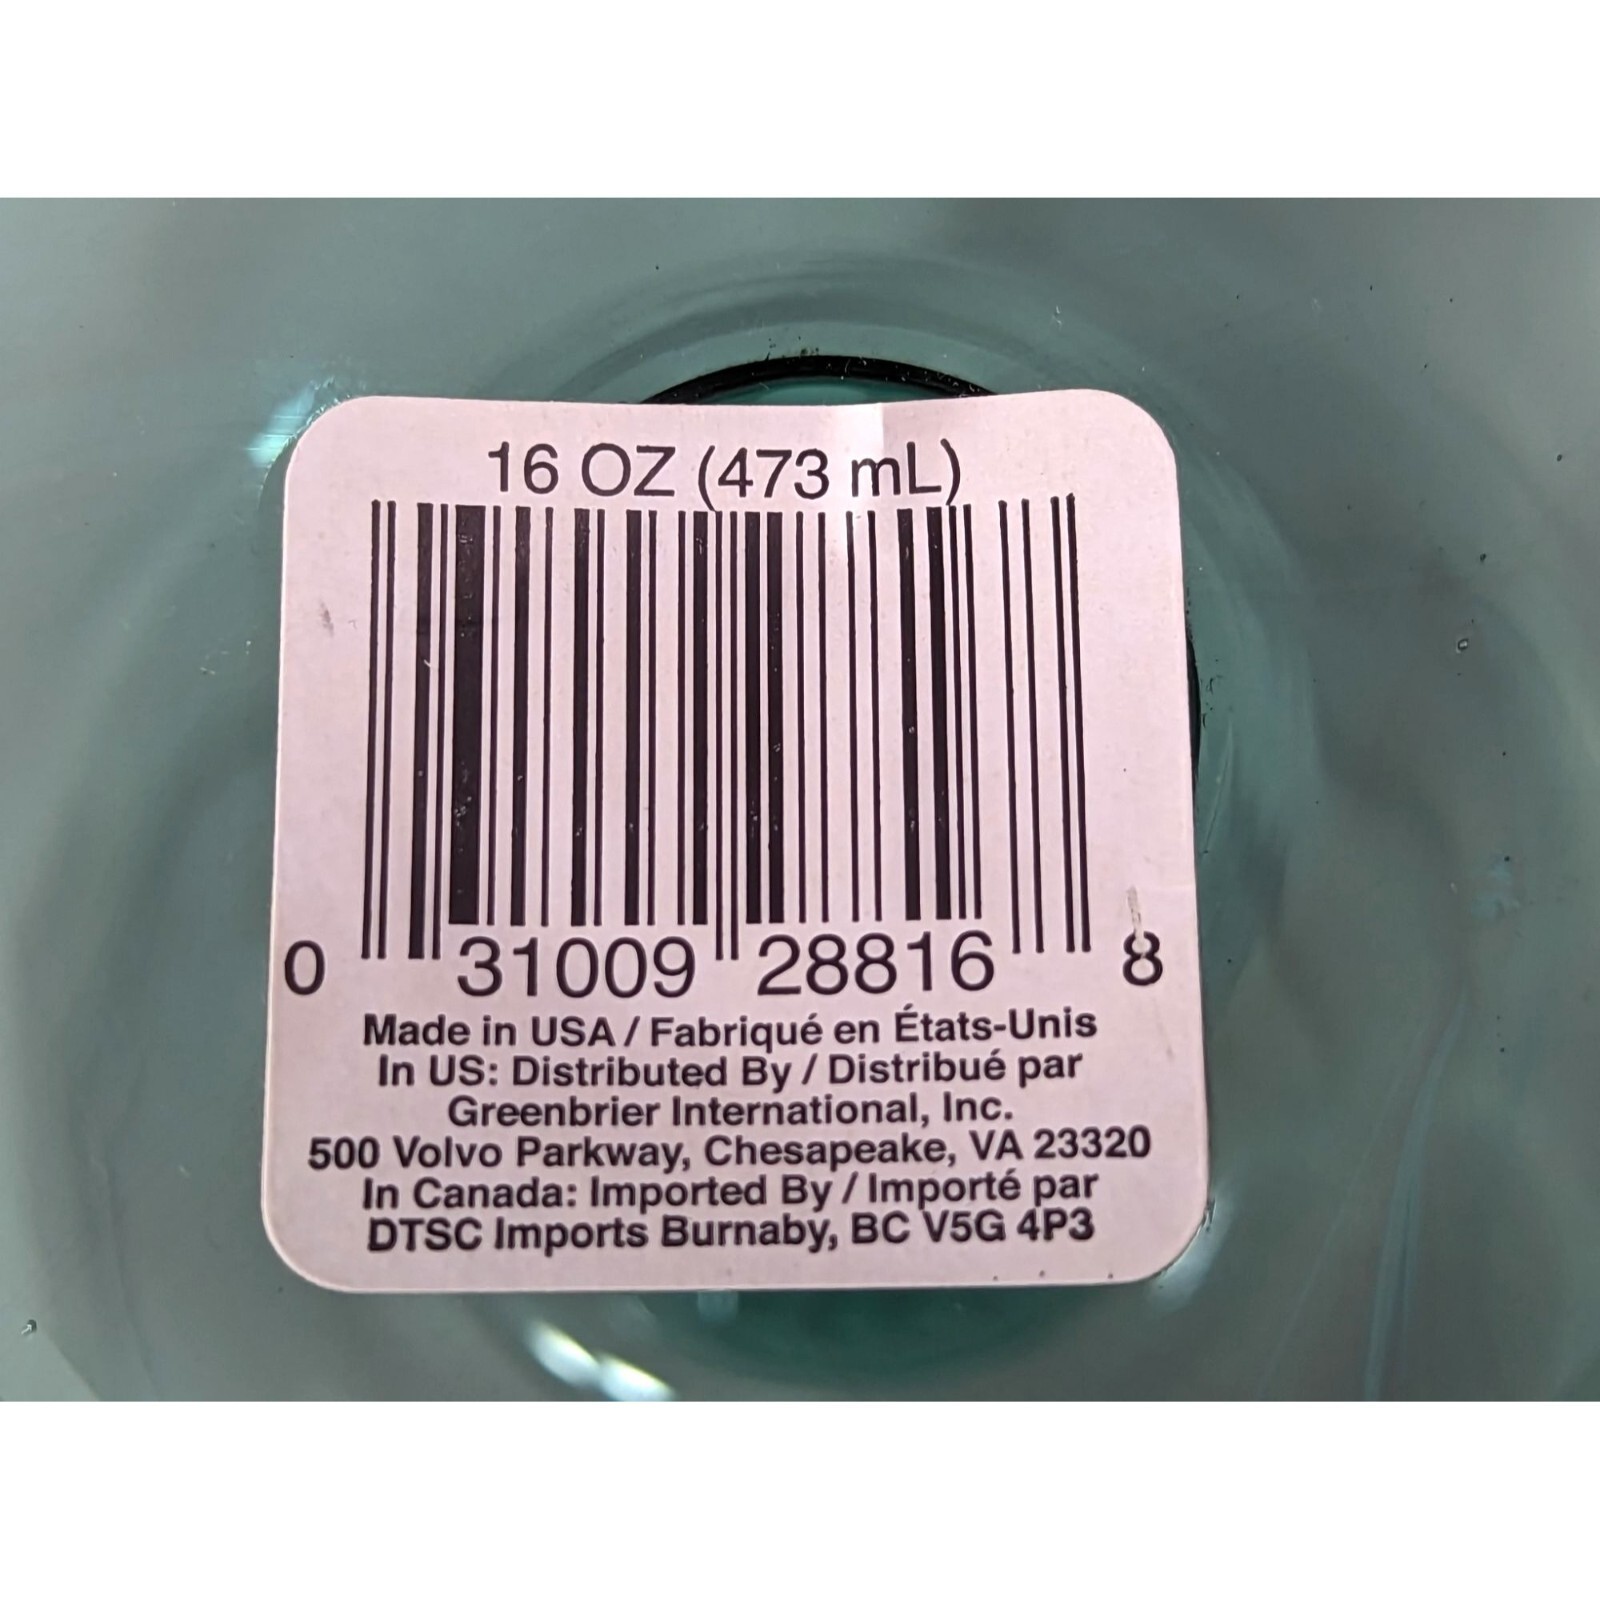 16 OZ (473 mL)
0 31009 28816 8
Made in USA / Fabriqué en États-Unis
In US: Distributed By / Distribué par
Greenbrier International, Inc.
500 Volvo Parkway, Chesapeake, VA 23320
In Canada: Imported By / Importé par
DTSC Imports Burnaby, BC V5G 4P3